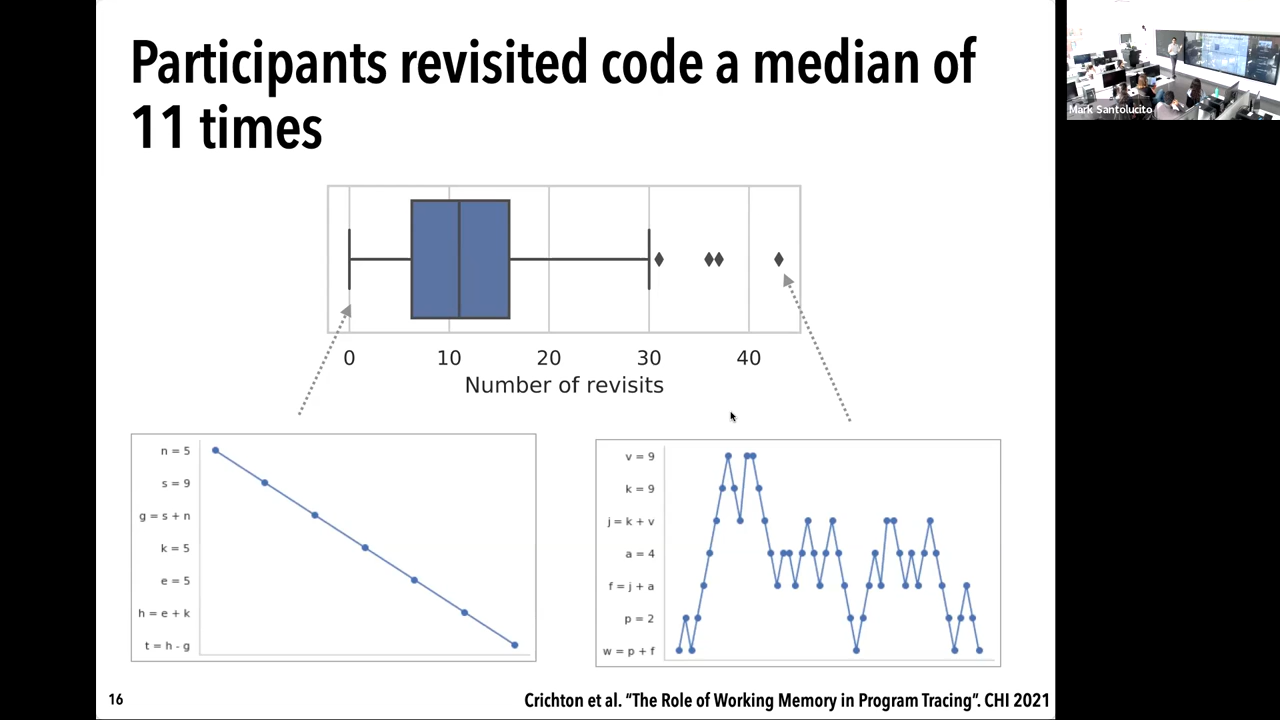 Participants revisited code a median of
11 times
Mark Santolucito
0 10 20 30 40
Number of revisits
n = 5
s = 9
g = s + n
k = 5
e = 5
h = e + k
t = h - g
v = 9
k = 9
j = k + v
a = 4
f = j + a
p = 2
w = p + f
16
Crichton et al. “The Role of Working Memory in Program Tracing”. CHI 2021